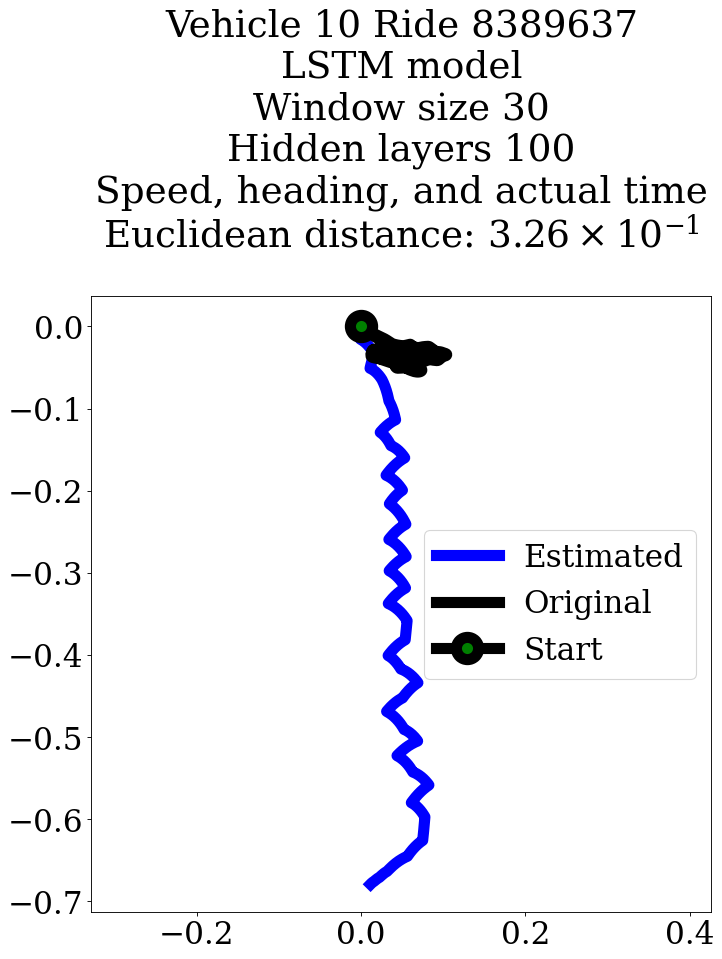 Vehicle 10 Ride 8389637
LSTM model
Window size 30
Hidden layers 100
Speed, heading, and actual time
Euclidean distance: 3.26 × 10⁻¹
0.0
−0.1
−0.2
−0.3
−0.4
−0.5
−0.6
−0.7
Estimated
Original
Start
−0.2 0.0 0.2 0.4